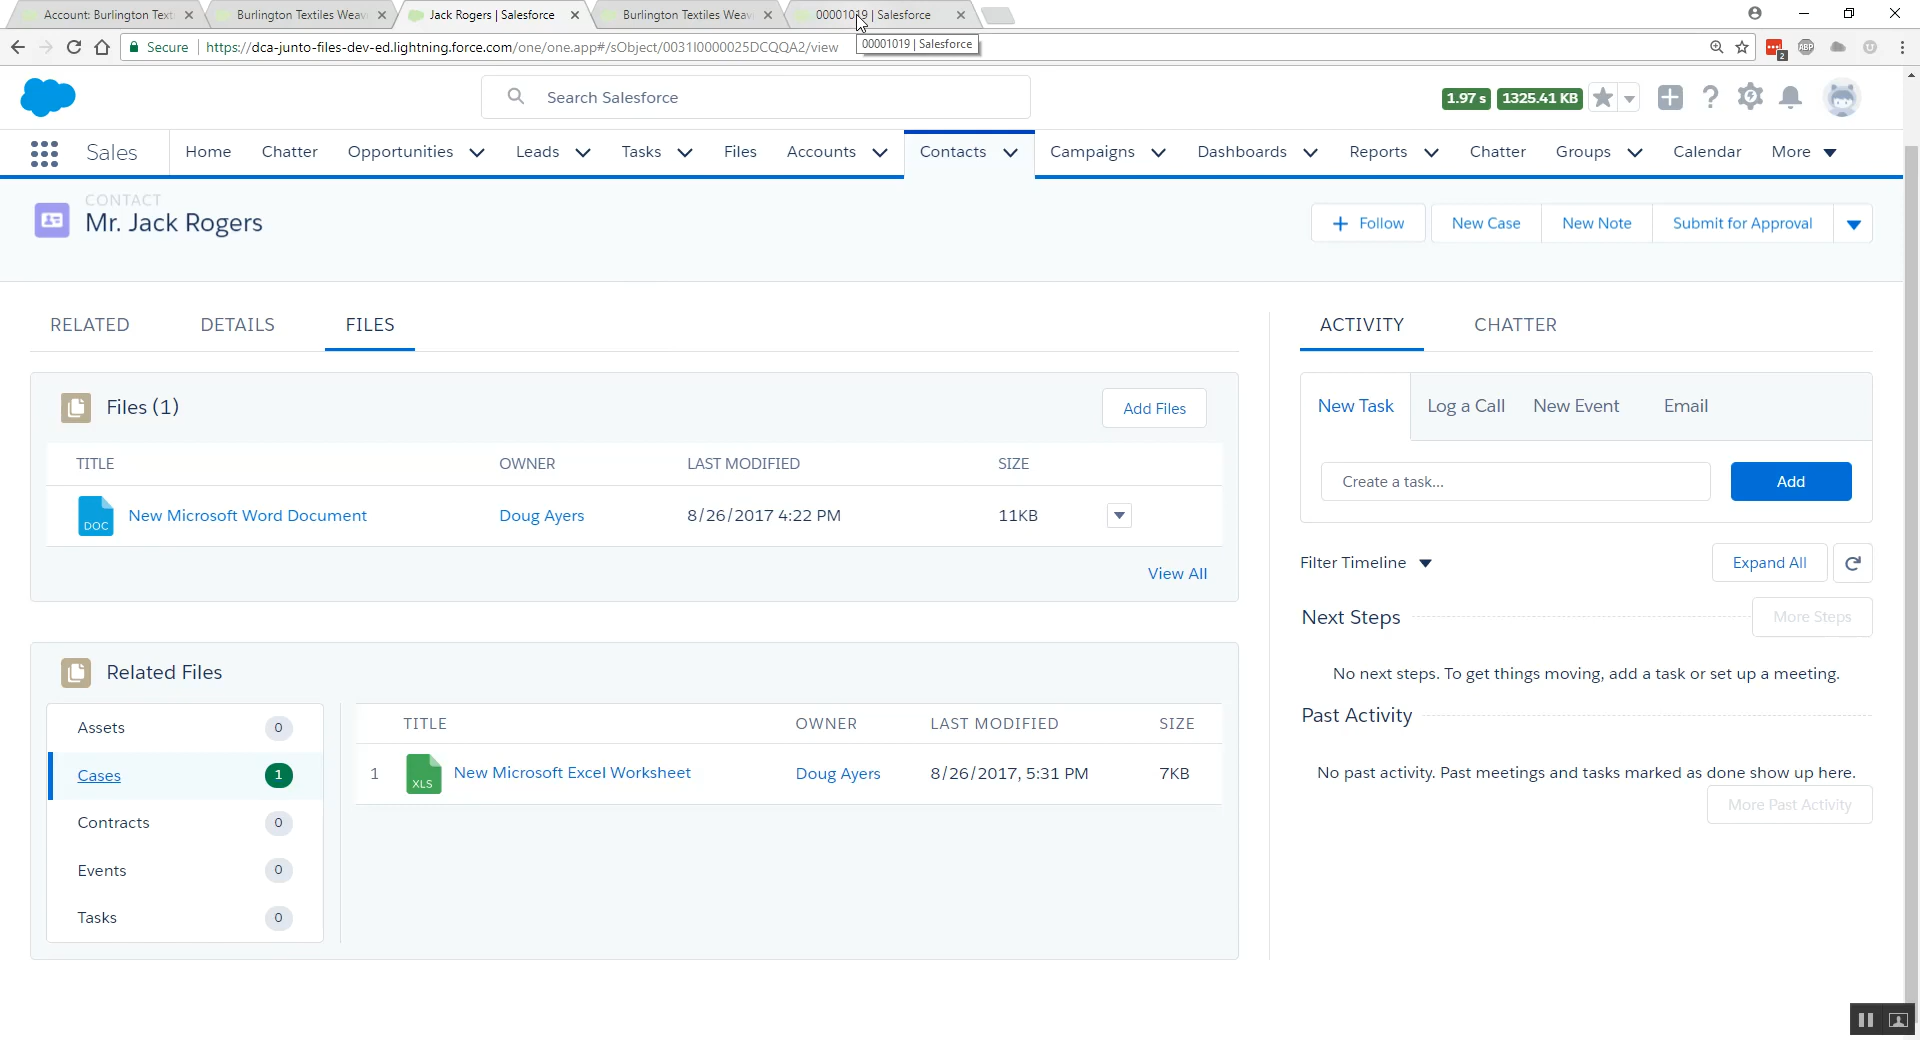 Account: Burlington Text
Burlington Textiles Weav
Jack Rogers | Salesforce
Burlington Textiles Weav
00001019 | Salesforce
Secure
https://dca-junto-files-dev-ed.lightning.force.com/one/one.app#/sObject/0031I0000025DCQQA2/view
00001019 | Salesforce
2
ABP
Search Salesforce
1.97 s
1325.41 KB
Sales
Home
Chatter
Opportunities
Leads
Tasks
Files
Accounts
Contacts
Campaigns
Dashboards
Reports
Chatter
Groups
Calendar
More
CONTACT
Mr. Jack Rogers
Follow
New Case
New Note
Submit for Approval
RELATED
DETAILS
FILES
ACTIVITY
CHATTER
Files (1)
Add Files
TITLE
OWNER
LAST MODIFIED
SIZE
DOC
New Microsoft Word Document
Doug Ayers
8/26/2017 4:22 PM
11KB
View All
New Task
Log a Call
New Event
Email
Create a task...
Add
Filter Timeline
Expand All
Next Steps
More Steps
No next steps. To get things moving, add a task or set up a meeting.
Past Activity
No past activity. Past meetings and tasks marked as done show up here.
More Past Activity
Related Files
Assets 0
Cases 1
Contracts 0
Events 0
Tasks 0
TITLE
OWNER
LAST MODIFIED
SIZE
1
XLS
New Microsoft Excel Worksheet
Doug Ayers
8/26/2017, 5:31 PM
7KB